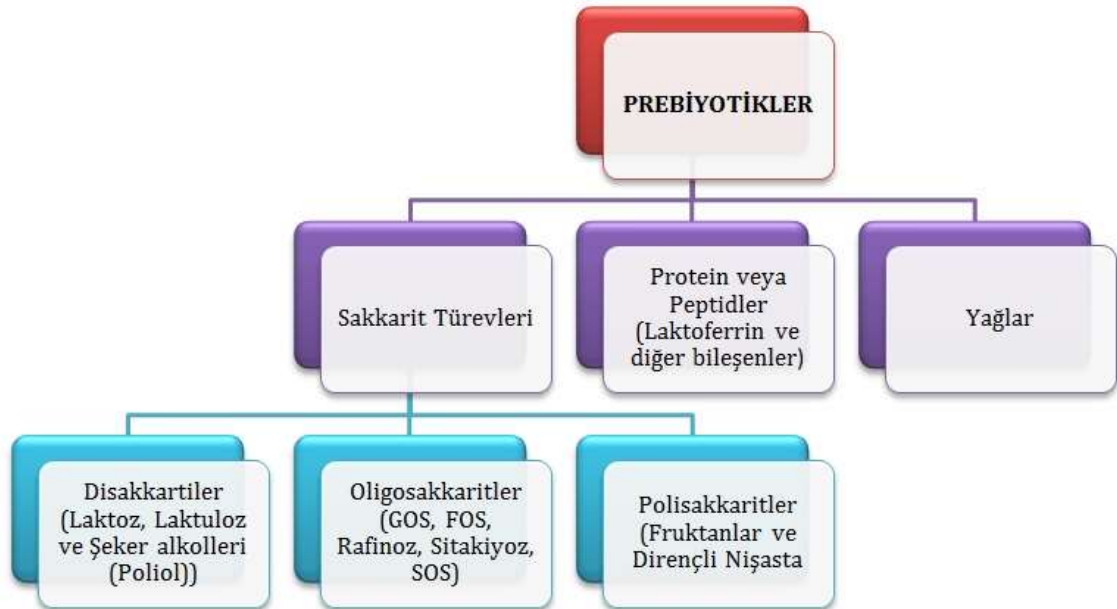 PREBİYOTİKLER
Sakkarit Türevleri
Protein veya
Peptidler
(Laktoferrin ve
diğer bileşenler)
Yağlar
Disakkartiler
(Laktoz, Laktuloz
ve Şeker alkolleri
(Poliol))
Oligosakkaritler
(GOS, FOS,
Rafinoz, Sitakiyoz,
SOS)
Polisakkaritler
(Fruktanlar ve
Dirençli Nişasta